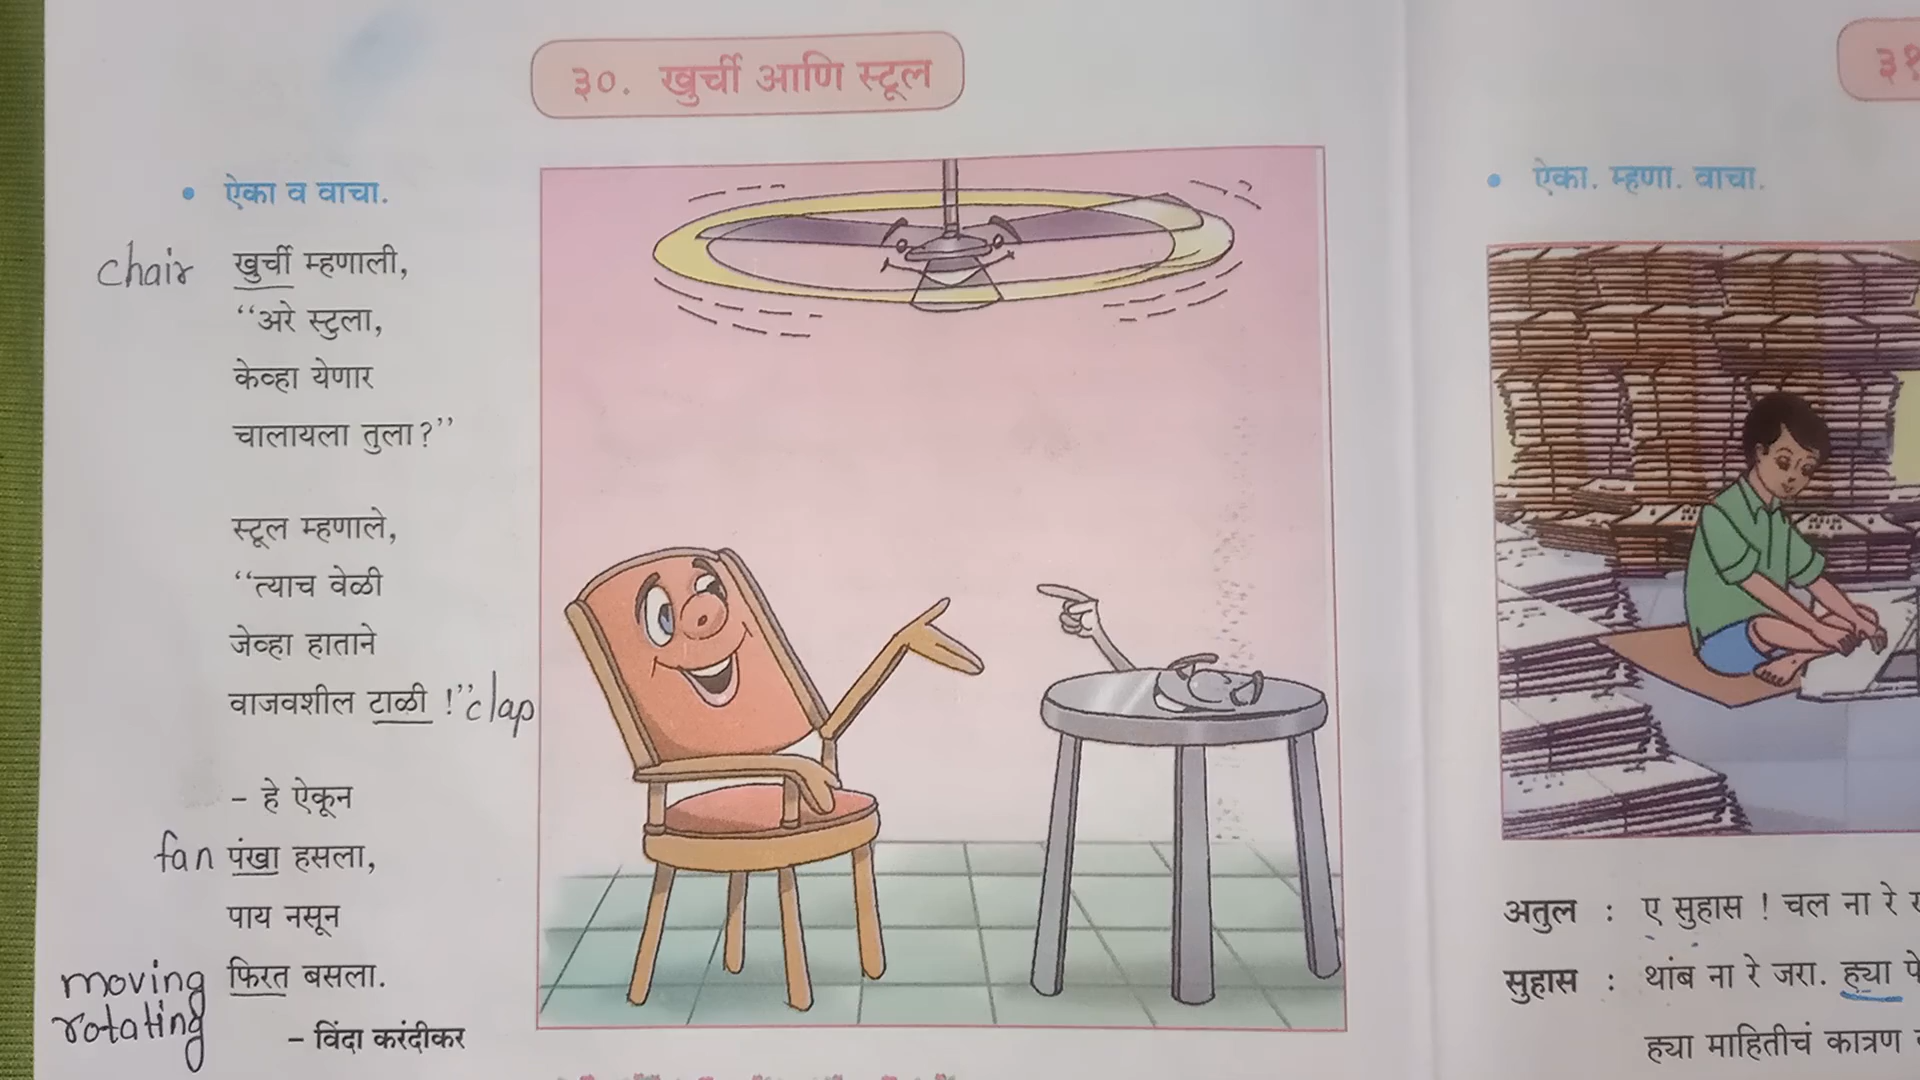 ३०. खुर्ची आणि स्टूल
• ऐका व वाचा.
chair खुर्ची म्हणाली,
“अरे स्टुला,
केव्हा येणार
चालायला तुला?”
स्टूल म्हणाले,
“त्याच वेळी
जेव्हा हाताने
वाजवशील टाळी !” clap
– हे ऐकून
fan पंखा हसला,
पाय नसून
moving फिरत बसला.
rotating
– विंदा करंदीकर
• ऐका. म्हणा. वाचा.
अतुल : ए सुहास ! चल ना रे
सुहास : थांब ना रे जरा. ह्या
ह्या माहितीचं कात्रण